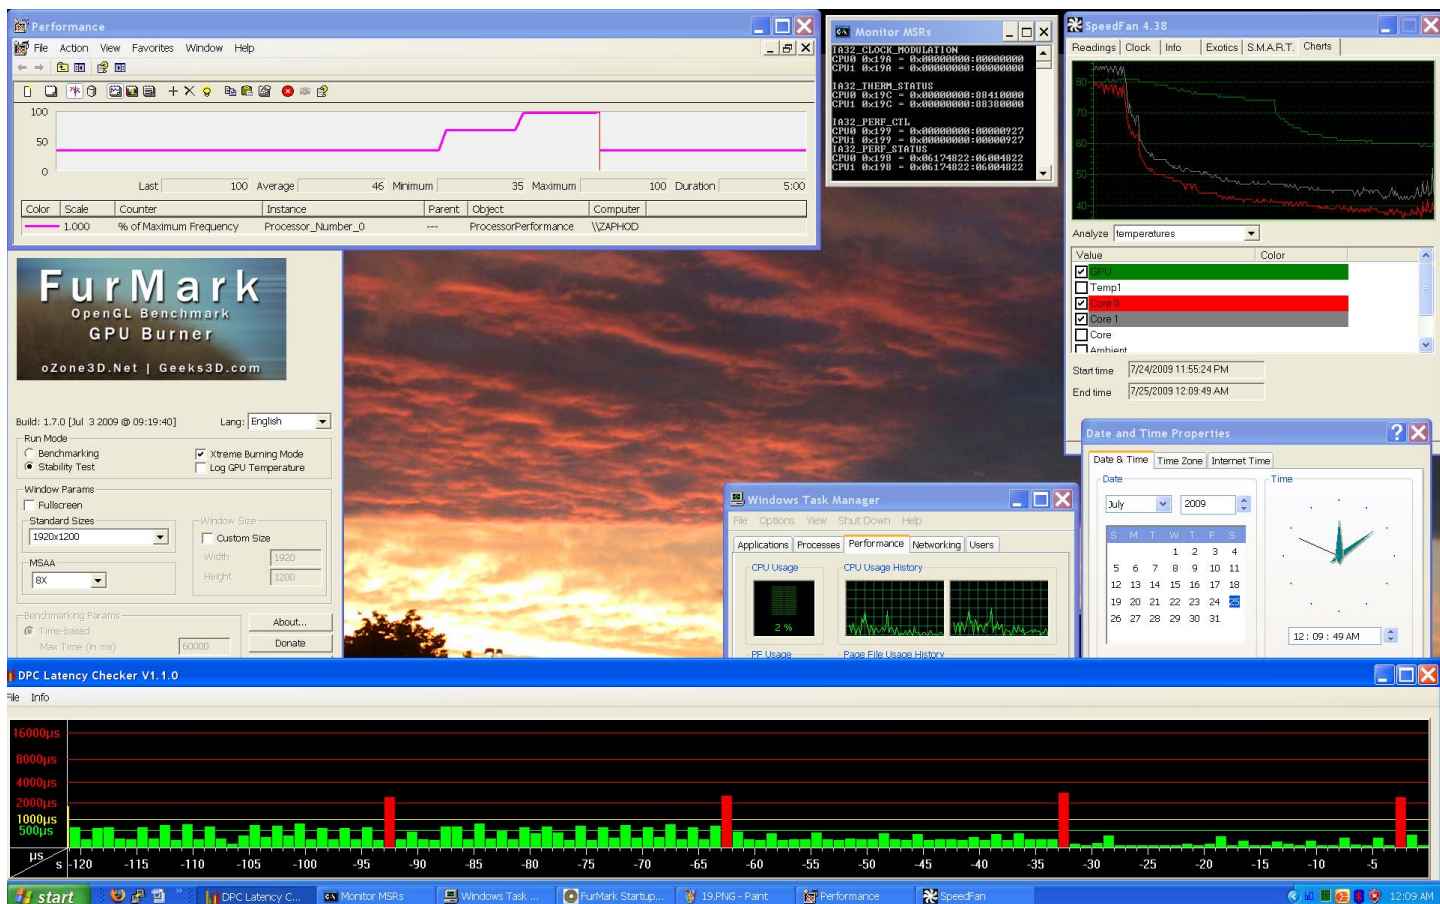 Performance
File Action View Favorites Window Help
100
50
0
Last 100 Average 46 Minimum 35 Maximum 100 Duration 5:00
Color Scale Counter Instance Parent Object Computer
1.000 % of Maximum Frequency Processor_Number_0 --- ProcessorPerformance \\ZAPHOD
Monitor MSRs
IA32_CLOCK_MODULATION
CPU0 0x19A = 0x00000000:00000000
CPU1 0x19A = 0x00000000:00000000
IA32_THERM_STATUS
CPU0 0x19C = 0x00000000:88410000
CPU1 0x19C = 0x00000000:88380000
IA32_PERF_CTL
CPU0 0x199 = 0x00000000:00000927
CPU1 0x199 = 0x00000000:00000927
IA32_PERF_STATUS
CPU0 0x198 = 0x06174822:06004822
CPU1 0x198 = 0x06174822:06004822
SpeedFan 4.38
Readings Clock Info Exotics S.M.A.R.T. Charts
80
70
60
50
40
Analyze temperatures
Value Color
GPU
Temp1
Core 0
Core 1
Core
Ambient
Start time 7/24/2009 11:55:24 PM
End time 7/25/2009 12:09:49 AM
FurMark
OpenGL Benchmark
GPU Burner
oZone3D.Net | Geeks3D.com
Build: 1.7.0 [Jul 3 2009 @ 09:19:40] Lang: English
Run Mode
Benchmarking Xtreme Burning Mode
Stability Test Log GPU Temperature
Window Params
Fullscreen
Standard Sizes Window Size
1920x1200 Custom Size
Width 1920
MSAA
8X Height 1200
Benchmarking Params About...
Time-based
Max Time (in ms) 60000 Donate
Windows Task Manager
File Options View Shut Down Help
Applications Processes Performance Networking Users
CPU Usage CPU Usage History
2 %
PF Usage Page File Usage History
Date and Time Properties
Date & Time Time Zone Internet Time
Date Time
July 2009
S M T W T F S
1 2 3 4
5 6 7 8 9 10 11
12 13 14 15 16 17 18
19 20 21 22 23 24 25
26 27 28 29 30 31
12 : 09 : 49 AM
DPC Latency Checker V1.1.0
File Info
16000µs
8000µs
4000µs
2000µs
1000µs
500µs
µs s -120 -115 -110 -105 -100 -95 -90 -85 -80 -75 -70 -65 -60 -55 -50 -45 -40 -35 -30 -25 -20 -15 -10 -5
start DPC Latency C... Monitor MSRs Windows Task ... FurMark Startup... 19.PNG - Paint Performance SpeedFan 12:09 AM